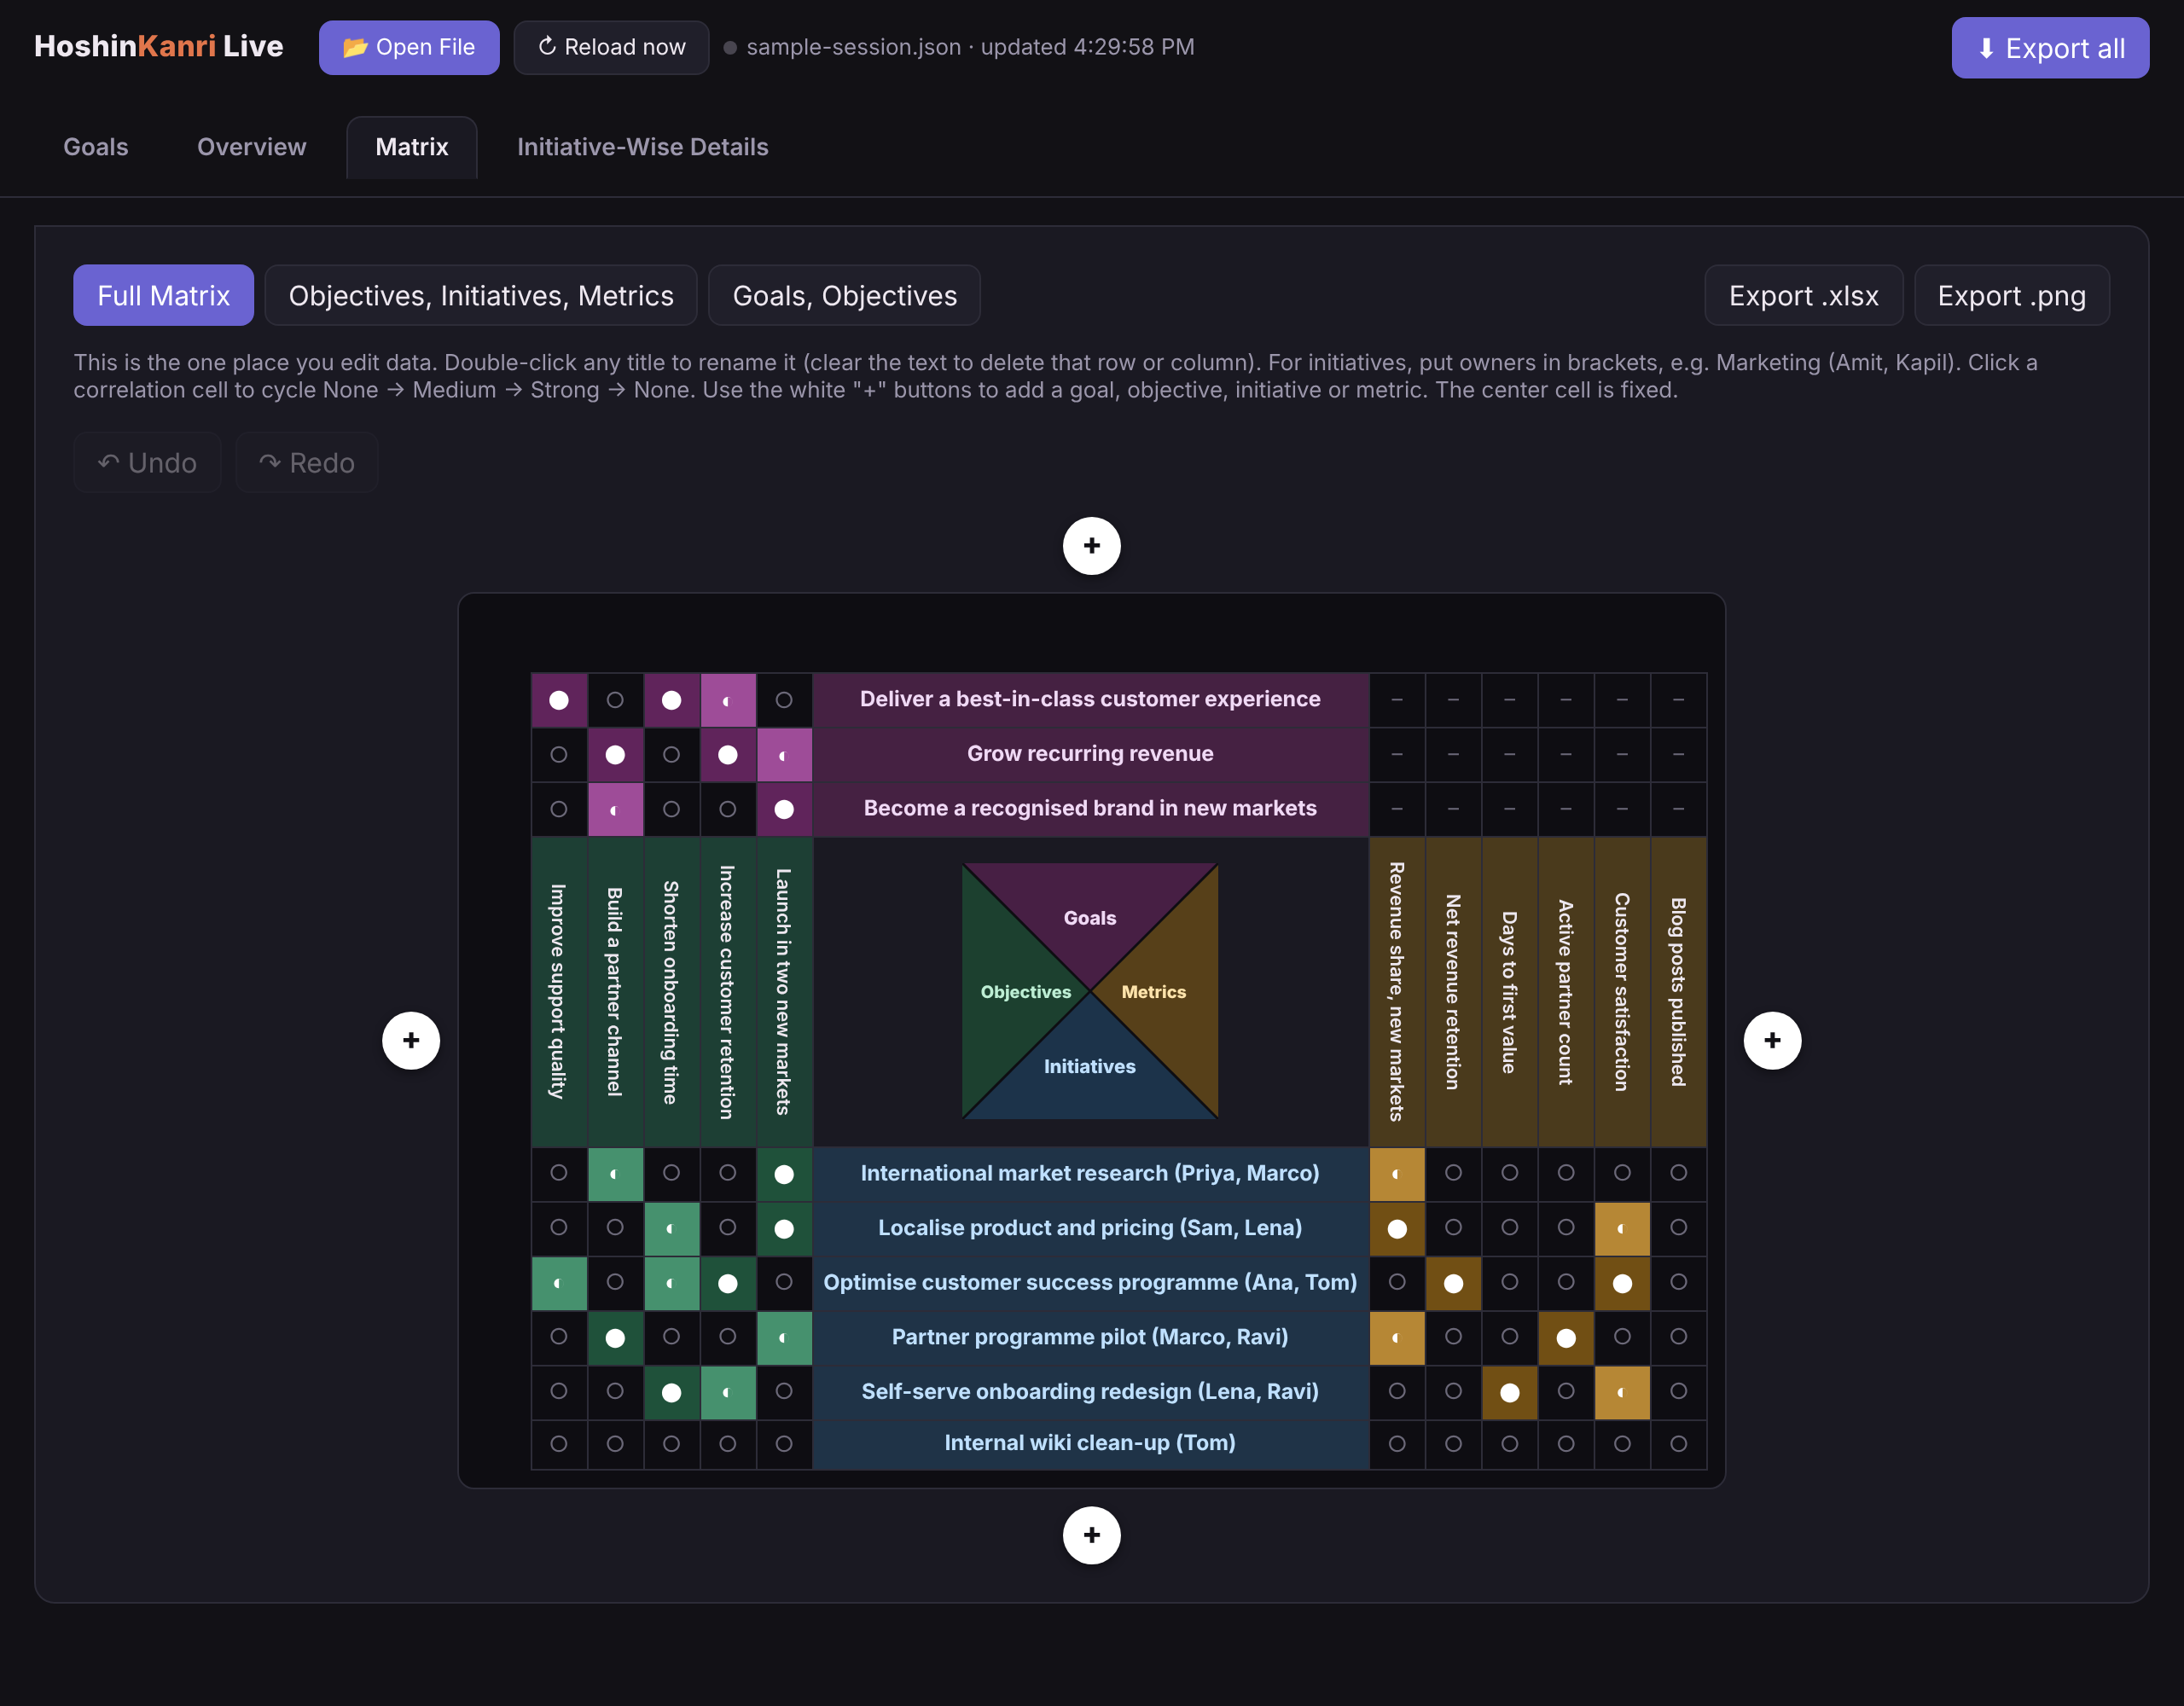 HoshinKanri Live
📂 Open File
↻ Reload now
sample-session.json · updated 4:29:58 PM
⬇ Export all
Goals
Overview
Matrix
Initiative-Wise Details
Full Matrix
Objectives, Initiatives, Metrics
Goals, Objectives
Export .xlsx
Export .png
This is the one place you edit data. Double-click any title to rename it (clear the text to delete that row or column). For initiatives, put owners in brackets, e.g. Marketing (Amit, Kapil). Click a
correlation cell to cycle None → Medium → Strong → None. Use the white "+" buttons to add a goal, objective, initiative or metric. The center cell is fixed.
↶ Undo
↷ Redo
+
Deliver a best-in-class customer experience
– – – – – –
Grow recurring revenue
– – – – – –
Become a recognised brand in new markets
– – – – – –
Improve support quality
Build a partner channel
Shorten onboarding time
Increase customer retention
Launch in two new markets
Goals
Objectives
Metrics
Initiatives
Revenue share, new markets
Net revenue retention
Days to first value
Active partner count
Customer satisfaction
Blog posts published
+
+
International market research (Priya, Marco)
Localise product and pricing (Sam, Lena)
Optimise customer success programme (Ana, Tom)
Partner programme pilot (Marco, Ravi)
Self-serve onboarding redesign (Lena, Ravi)
Internal wiki clean-up (Tom)
+